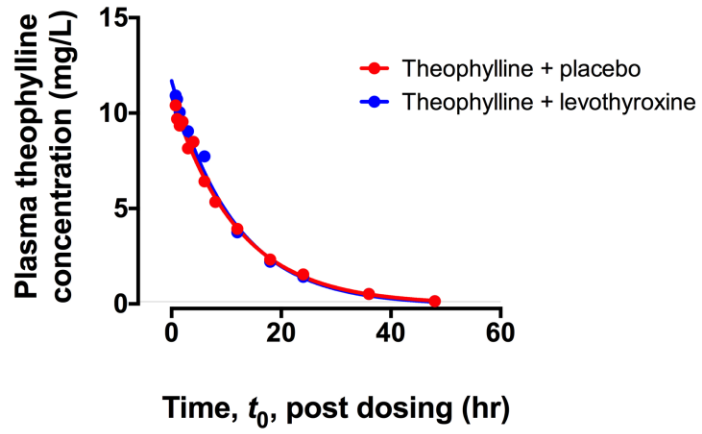 Plasma theophylline
concentration (mg/L)
15
10
5
0
Theophylline + placebo
Theophylline + levothyroxine
0 20 40 60
Time, t0, post dosing (hr)